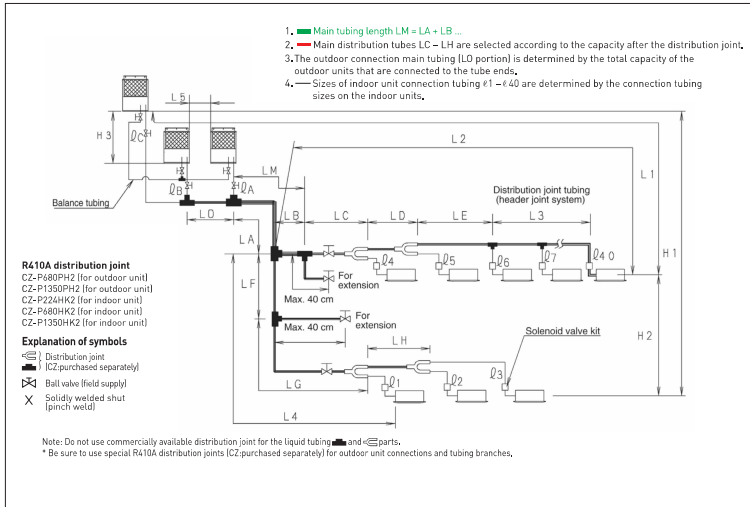 1. Main tubing length LM = LA + LB ...
2. Main distribution tubes LC – LH are selected according to the capacity after the distribution joint.
3. The outdoor connection main tubing (LO portion) is determined by the total capacity of the
outdoor units that are connected to the tube ends.
4. Sizes of indoor unit connection tubing ℓ1 – ℓ40 are determined by the connection tubing
sizes on the indoor units.
L5
H3
ℓC
L2
L1
H1
LM
ℓB
ℓA
Balance tubing
Distribution joint tubing
(header joint system)
LO
LB
LC
LD
LE
L3
LA
ℓ4
ℓ5
ℓ6
ℓ7
ℓ40
R410A distribution joint
CZ-P680PH2 (for outdoor unit)
CZ-P1350PH2 (for outdoor unit)
CZ-P224HK2 (for indoor unit)
CZ-P680HK2 (for indoor unit)
CZ-P1350HK2 (for indoor unit)
LF
For
extension
Max. 40 cm
For
extension
Max. 40 cm
H2
Solenoid valve kit
Explanation of symbols
Distribution joint
(CZ:purchased separately)
Ball valve (field supply)
Solidly welded shut
(pinch weld)
LH
LG
ℓ1
ℓ2
ℓ3
L4
Note: Do not use commercially available distribution joint for the liquid tubing and parts.
* Be sure to use special R410A distribution joints (CZ:purchased separately) for outdoor unit connections and tubing branches.